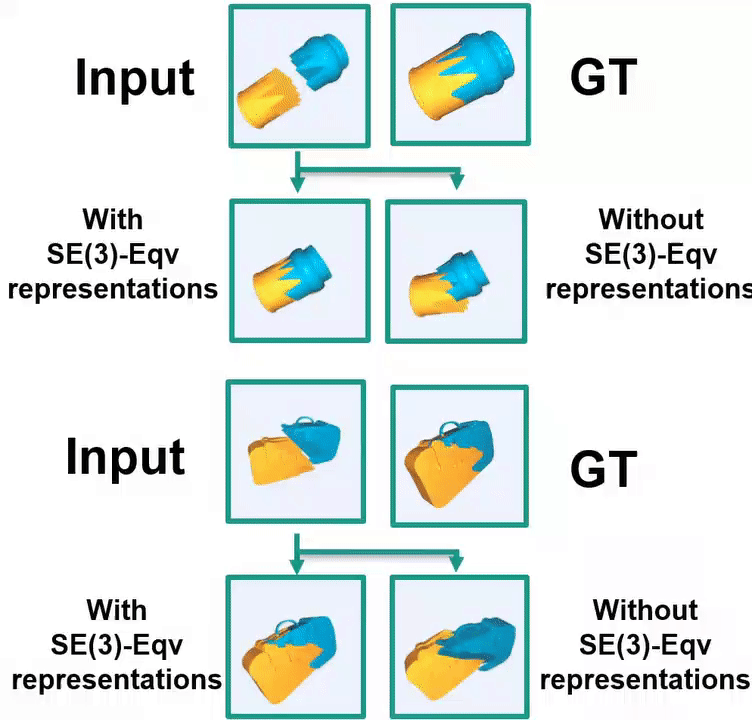 Input
GT
With
SE(3)-Eqv
representations
Without
SE(3)-Eqv
representations
Input
GT
With
SE(3)-Eqv
representations
Without
SE(3)-Eqv
representations